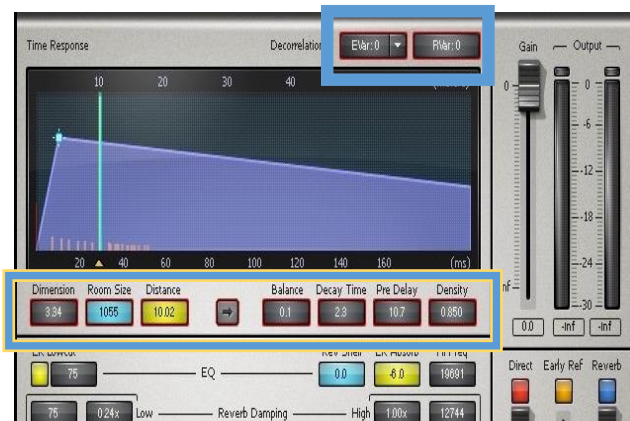 EVar: 0 RVar: 0
Time Response Decorrelation Gain Output
10 20 30 40
0 0
-6
-12
-18
20 40 60 80 100 120 140 160 (ms)
-24
Dimension Room Size Distance Balance Decay Time Pre Delay Density
3.34 1055 10.02 0.1 2.3 10.7 0.850
-30
0.0 -Inf -Inf
75 EQ 0.0 -6.0 19691
Direct Early Ref Reverb
75 0.24x Low Reverb Damping High 1.00x 12744